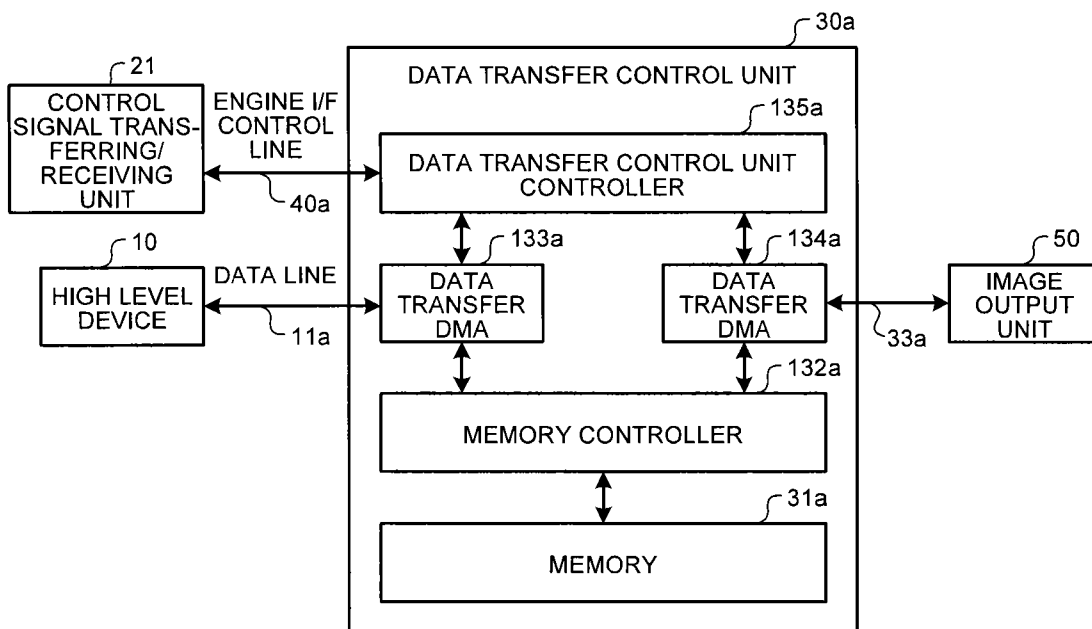 30a
DATA TRANSFER CONTROL UNIT
21
CONTROL
SIGNAL TRANS-
FERRING/
RECEIVING
UNIT
ENGINE I/F
CONTROL
LINE
40a
135a
DATA TRANSFER CONTROL UNIT
CONTROLLER
10
HIGH LEVEL
DEVICE
DATA LINE
11a
133a
DATA
TRANSFER
DMA
134a
DATA
TRANSFER
DMA
33a
50
IMAGE
OUTPUT
UNIT
132a
MEMORY CONTROLLER
31a
MEMORY